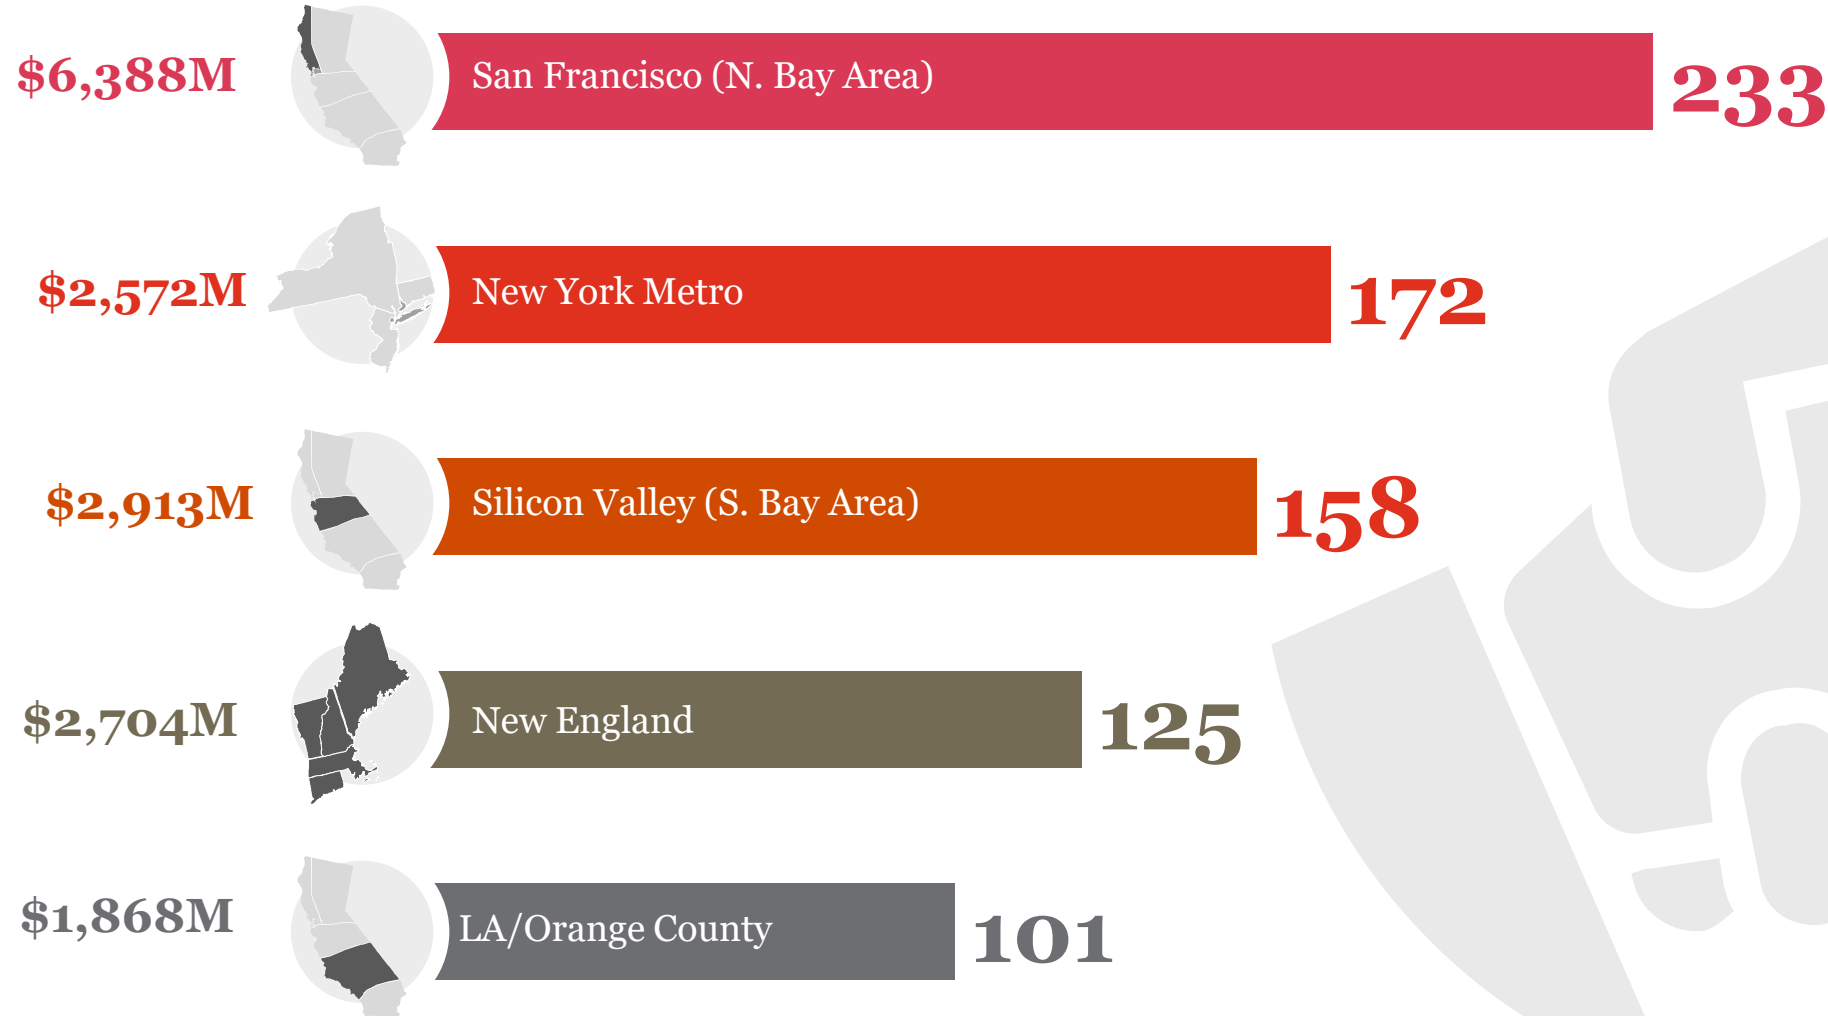 $6,388M
San Francisco (N. Bay Area)
233
$2,572M
New York Metro
172
$2,913M
Silicon Valley (S. Bay Area)
158
$2,704M
New England
125
$1,868M
LA/Orange County
101